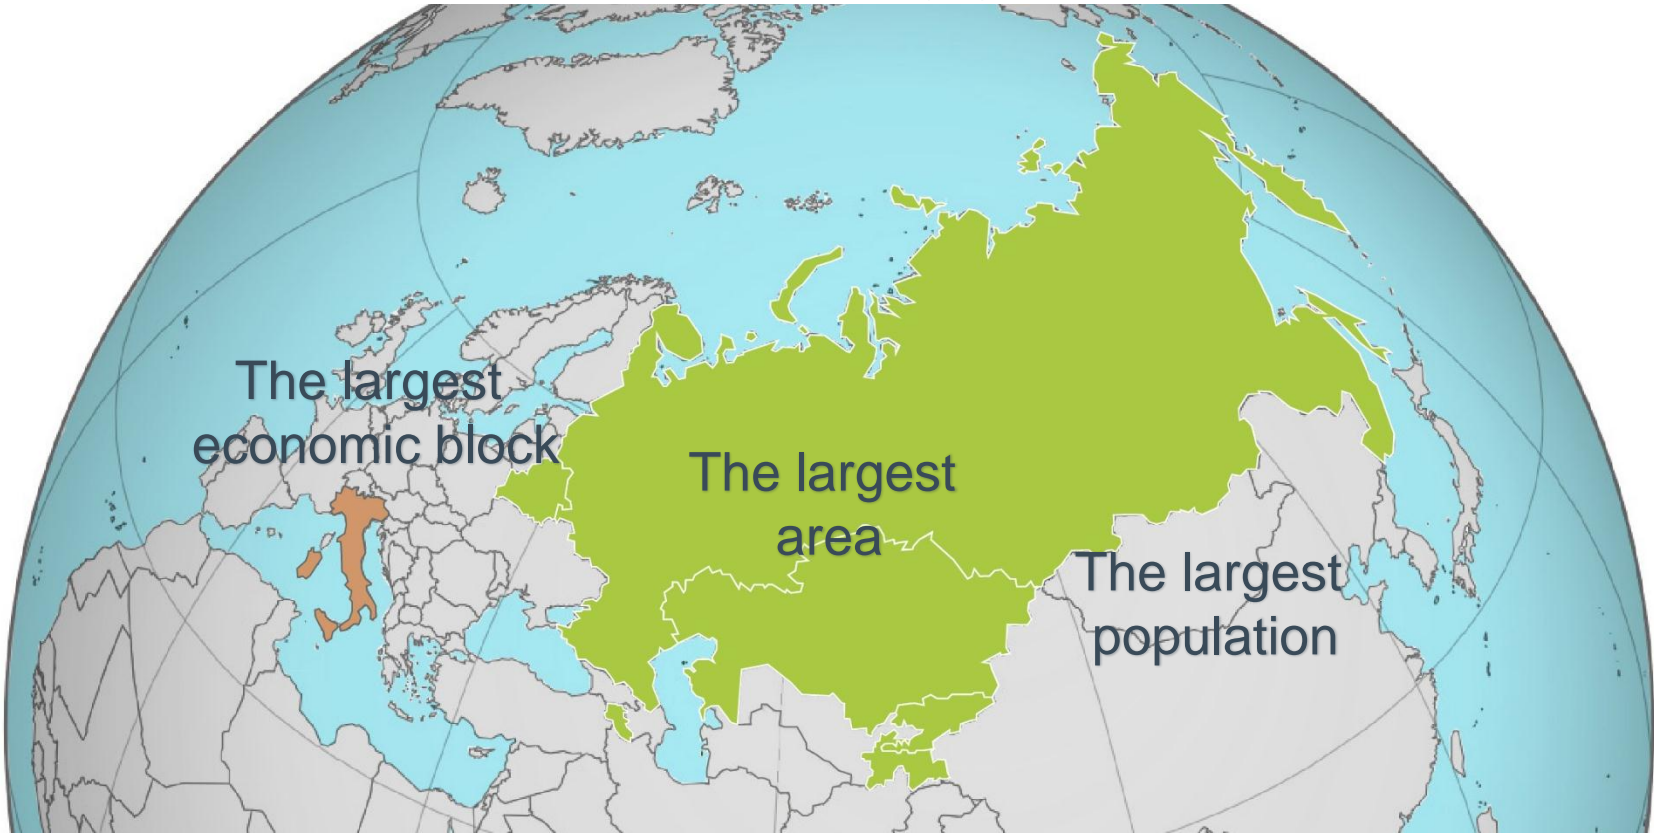 The largest
economic block
The largest
area
The largest
population